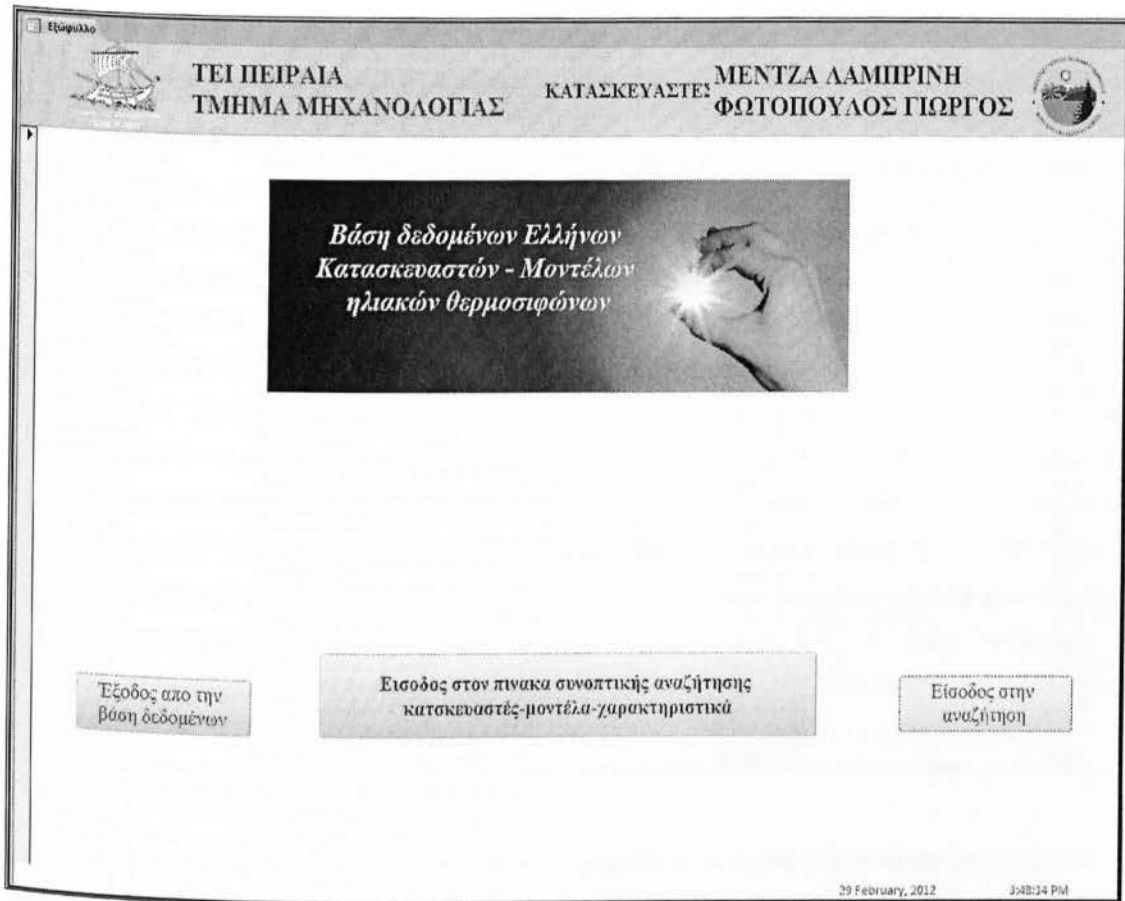 Εξώφυλλο
ΤΕΙ ΠΕΙΡΑΙΑ
ΤΜΗΜΑ ΜΗΧΑΝΟΛΟΓΙΑΣ
ΚΑΤΑΣΚΕΥΑΣΤΕΣ
ΜΕΝΤΖΑ ΛΑΜΠΡΙΝΗ
ΦΩΤΟΠΟΥΛΟΣ ΓΙΩΡΓΟΣ
Βάση δεδομένων Ελλήνων
Κατασκευαστών - Μοντέλων
ηλιακών θερμοσιφώνων
Έξοδος απο την
βάση δεδομένων
Εισοδος στον πινακα συνοπτικής αναζήτησης
κατσκευαστές-μοντέλα-χαρακτηριστικά
Είσοδος στην
αναζήτηση
29 February, 2012
3:48:14 PM